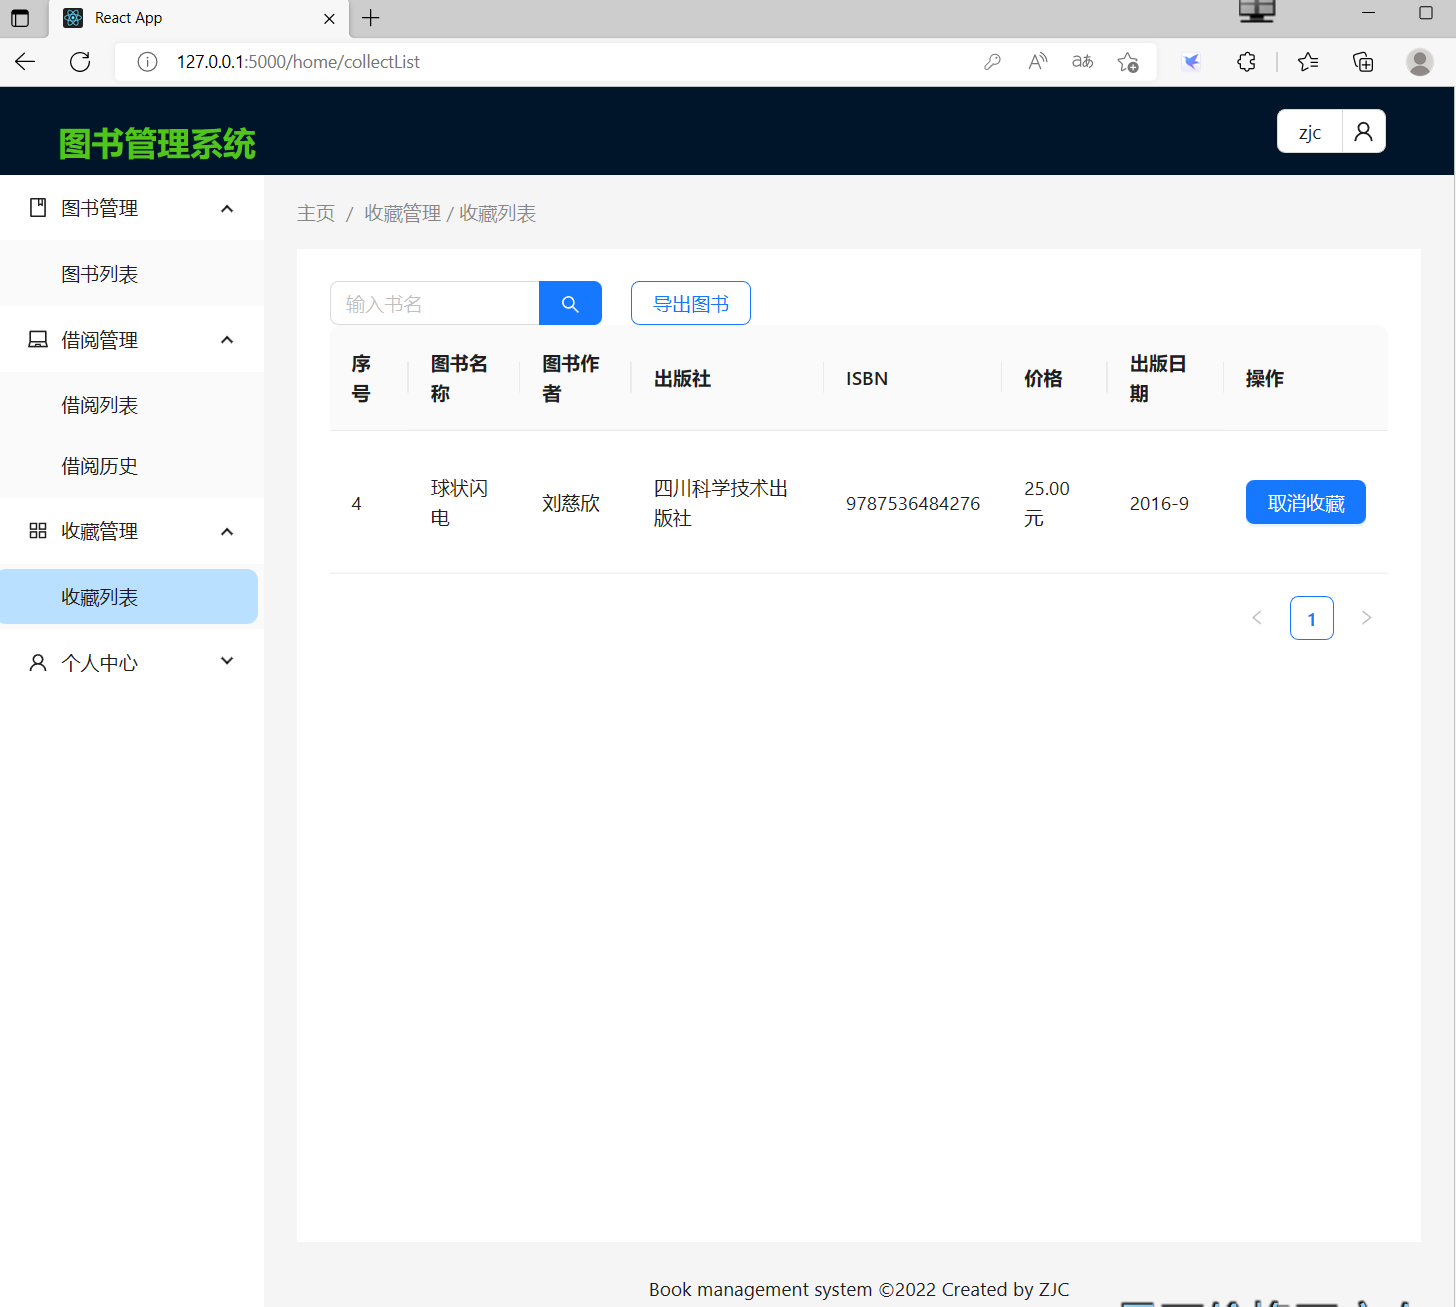 React App
127.0.0.1:5000/home/collectList
图书管理系统
zjc
图书管理
图书列表
借阅管理
借阅列表
借阅历史
收藏管理
收藏列表
个人中心
主页 / 收藏管理 / 收藏列表
输入书名
导出图书
序号 图书名称 图书作者 出版社 ISBN 价格 出版日期 操作
4 球状闪电 刘慈欣 四川科学技术出版社 9787536484276 25.00元 2016-9 取消收藏
1
Book management system ©2022 Created by ZJC